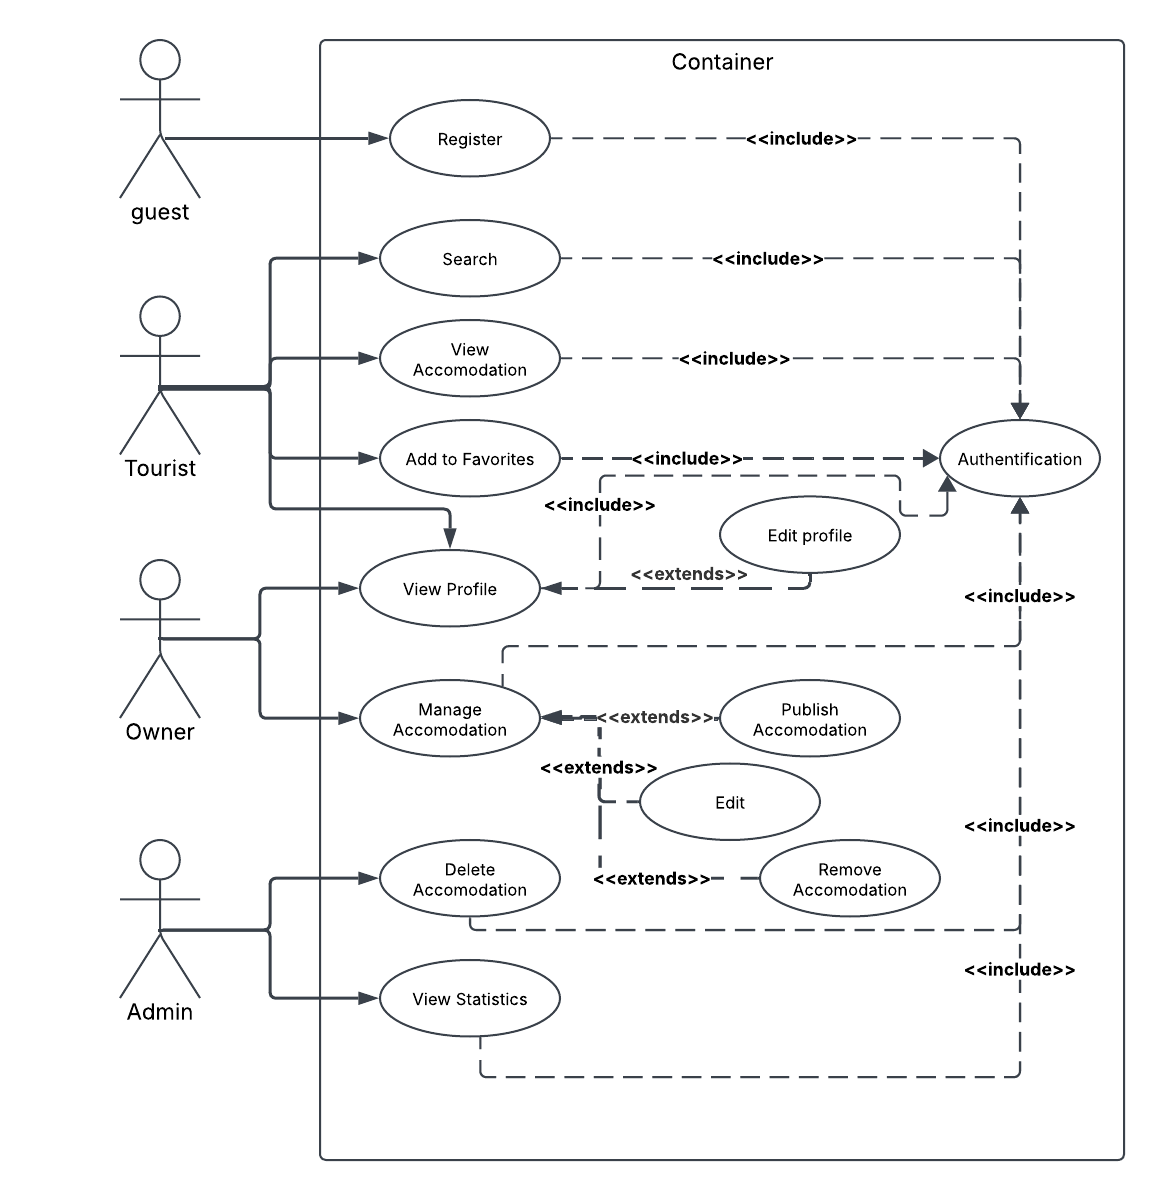 Container
Register
<<include>>
guest
Search
<<include>>
View
Accomodation
<<include>>
Tourist
Add to Favorites
<<include>>
Authentification
<<include>>
Edit profile
<<extends>>
View Profile
<<include>>
Owner
Manage
Accomodation
<<extends>>
Publish
Accomodation
<<extends>>
Edit
<<include>>
Delete
Accomodation
<<extends>>
Remove
Accomodation
<<include>>
Admin
View Statistics